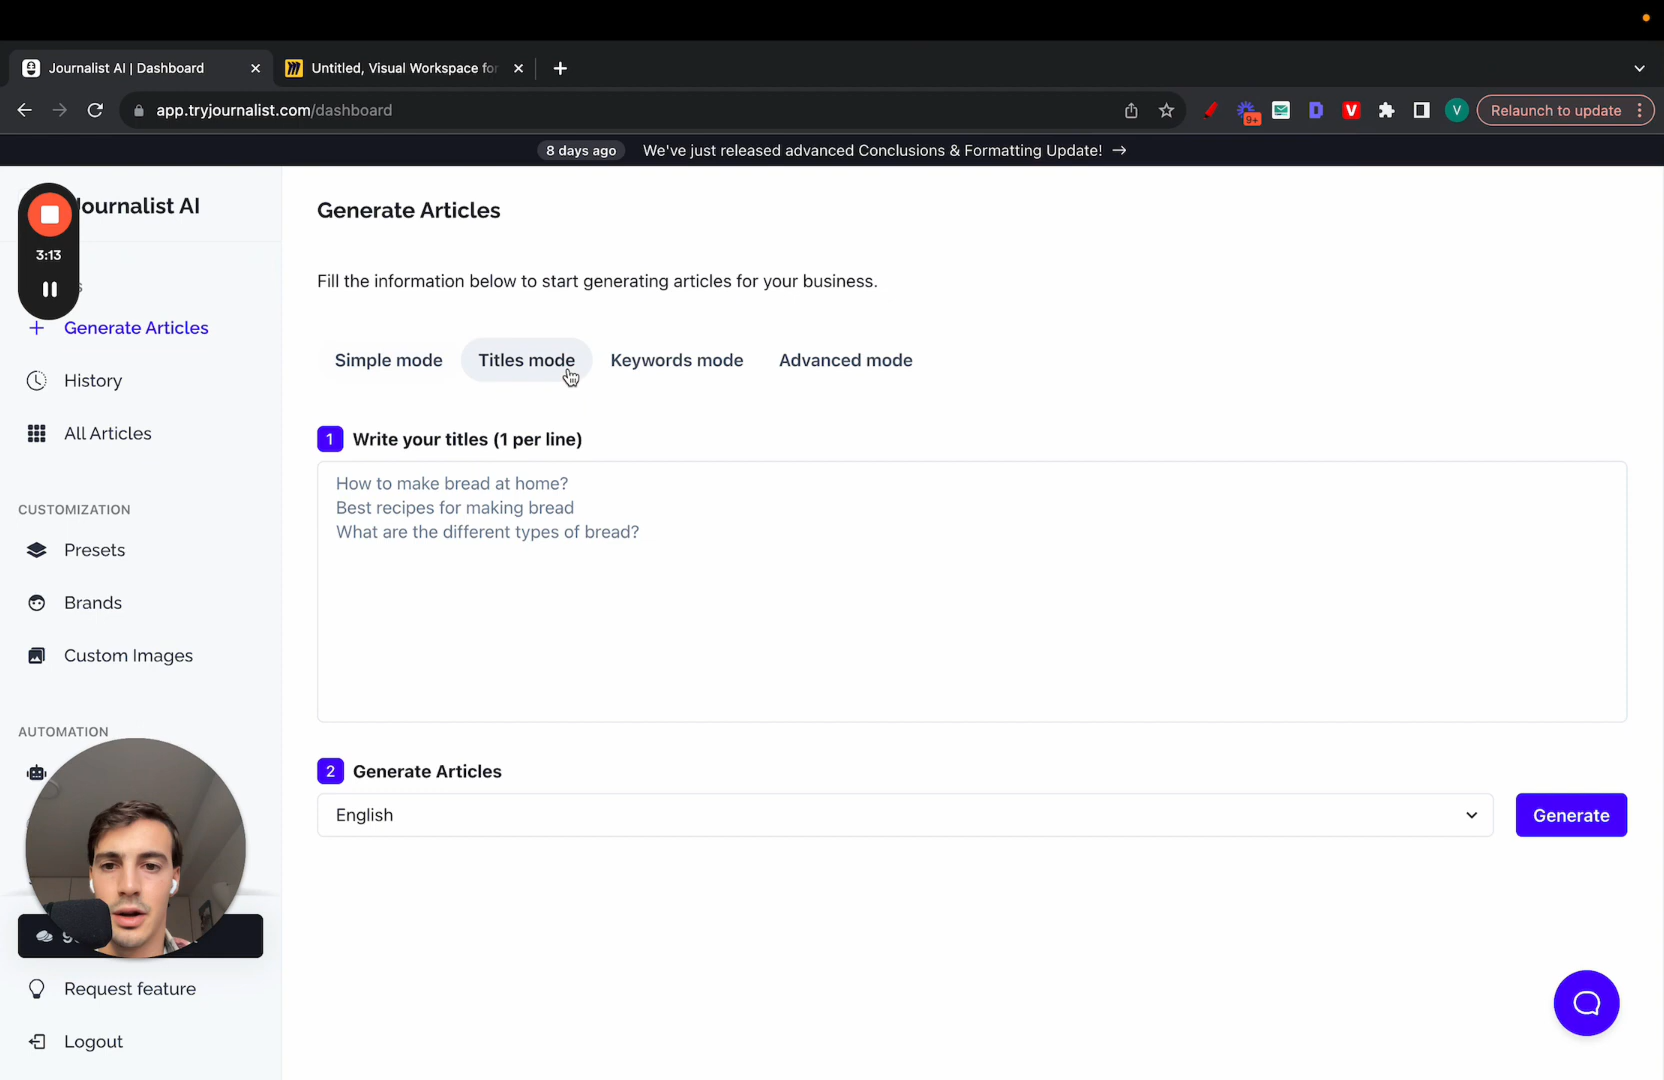 Journalist AI | Dashboard
Untitled, Visual Workspace for
app.tryjournalist.com/dashboard
9+
D
V
V
Relaunch to update
8 days ago We've just released advanced Conclusions & Formatting Update! →
ournalist AI
3:13
s
Generate Articles
History
All Articles
CUSTOMIZATION
Presets
Brands
Custom Images
AUTOMATION
Request feature
Logout
Generate Articles
Fill the information below to start generating articles for your business.
Simple mode Titles mode Keywords mode Advanced mode
1 Write your titles (1 per line)
How to make bread at home?
Best recipes for making bread
What are the different types of bread?
2 Generate Articles
English
Generate